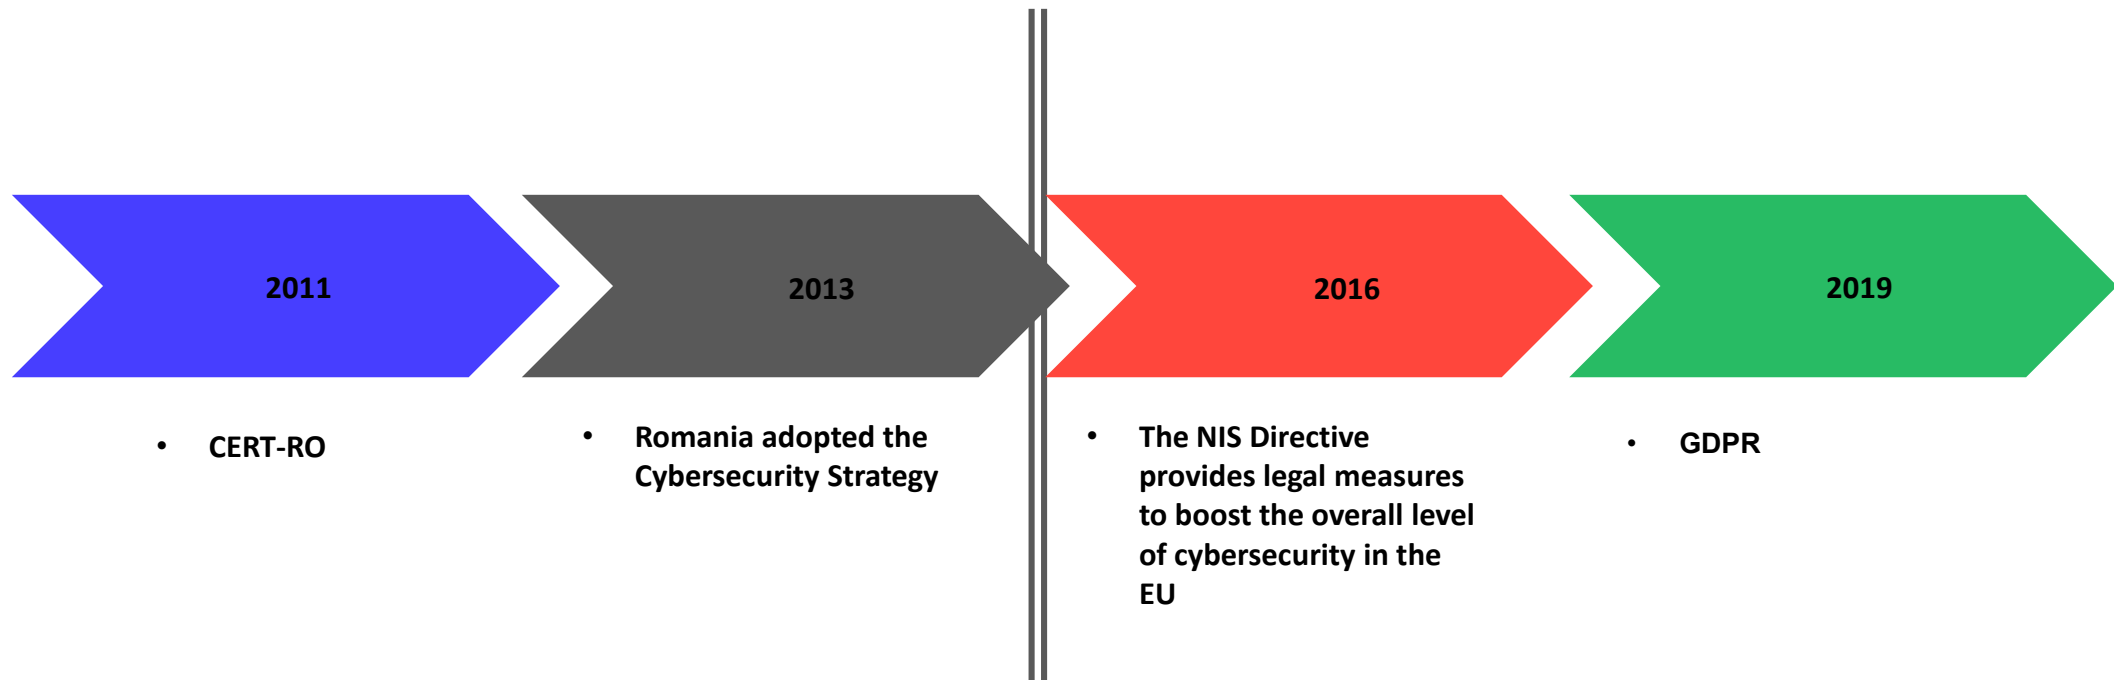 2011
2013
2016
2019
• CERT-RO
• Romania adopted the
Cybersecurity Strategy
• The NIS Directive
provides legal measures
to boost the overall level
of cybersecurity in the
EU
• GDPR